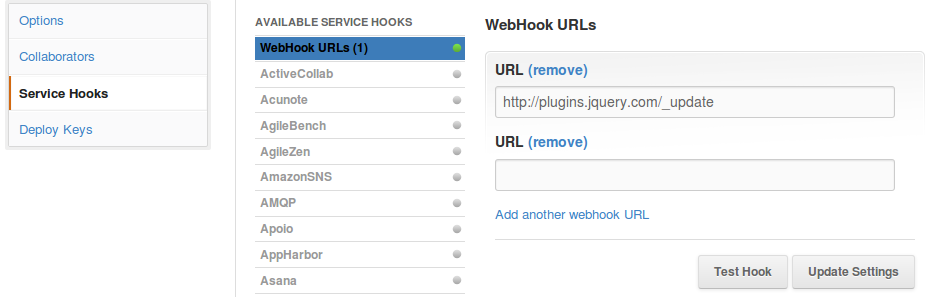 Options
Collaborators
Service Hooks
Deploy Keys
AVAILABLE SERVICE HOOKS
WebHook URLs (1)
ActiveCollab
Acunote
AgileBench
AgileZen
AmazonSNS
AMQP
Apoio
AppHarbor
Asana
WebHook URLs
URL (remove)
http://plugins.jquery.com/_update
URL (remove)
Add another webhook URL
Test Hook
Update Settings